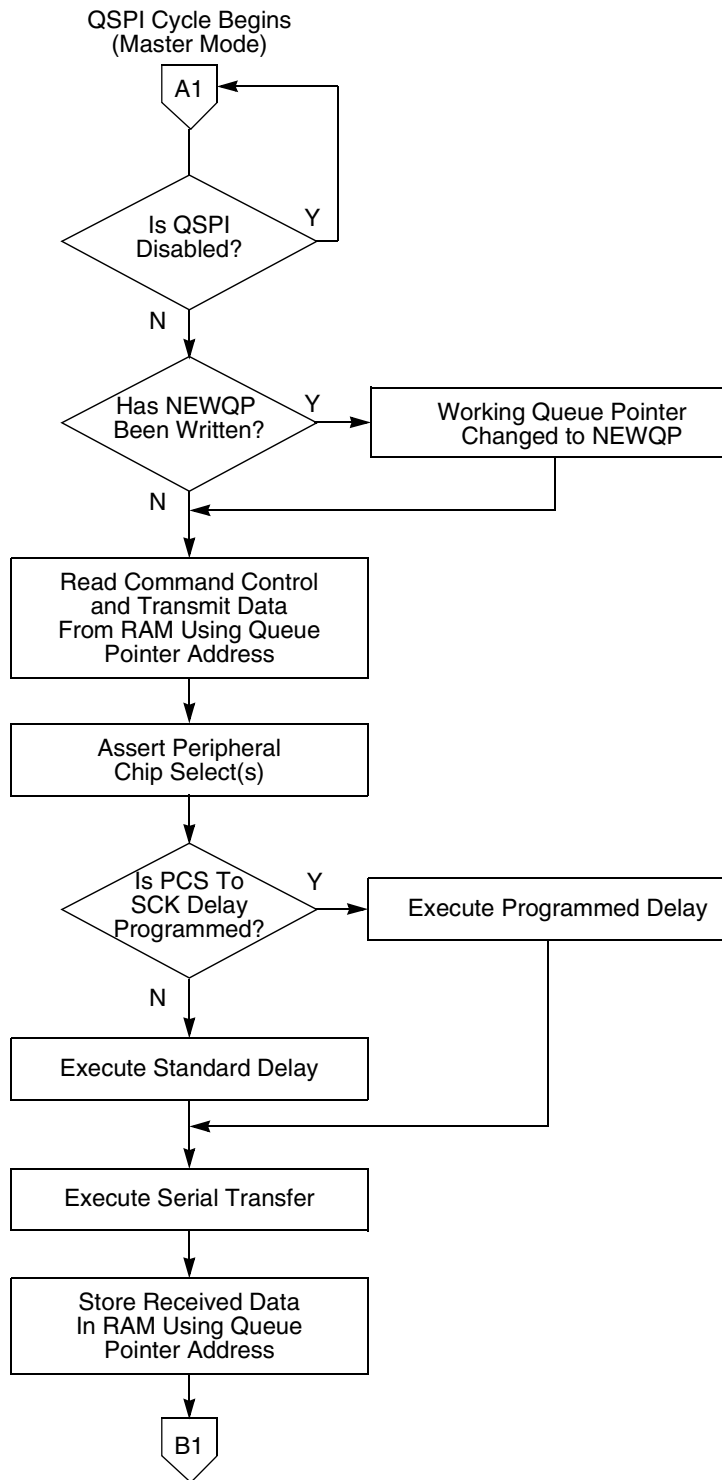 QSPI Cycle Begins
(Master Mode)
A1
Is QSPI
Disabled?
Y
N
Has NEWQP
Been Written?
Y
Working Queue Pointer
Changed to NEWQP
N
Read Command Control
and Transmit Data
From RAM Using Queue
Pointer Address
Assert Peripheral
Chip Select(s)
Is PCS To
SCK Delay
Programmed?
Y
Execute Programmed Delay
N
Execute Standard Delay
Execute Serial Transfer
Store Received Data
In RAM Using Queue
Pointer Address
B1